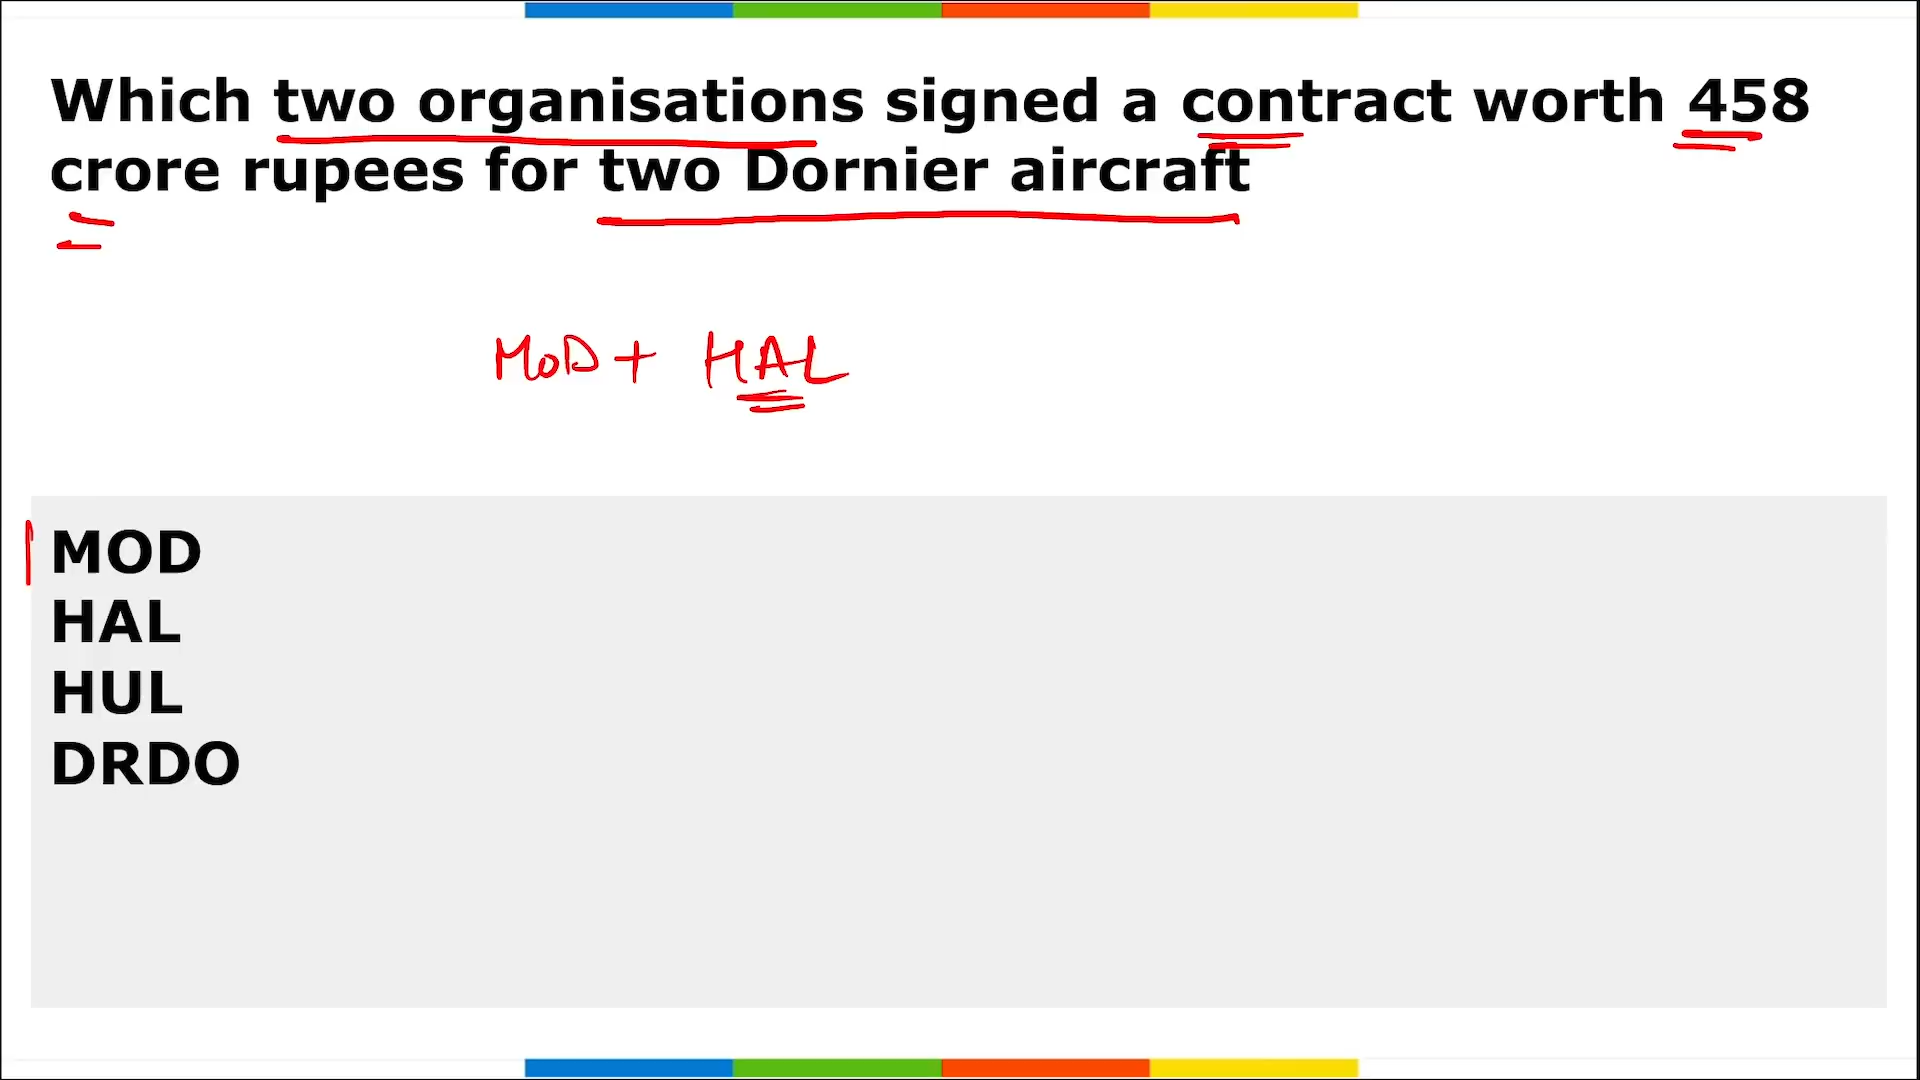 Which two organisations signed a contract worth 458
crore rupees for two Dornier aircraft
MoD + HAL
MOD
HAL
HUL
DRDO